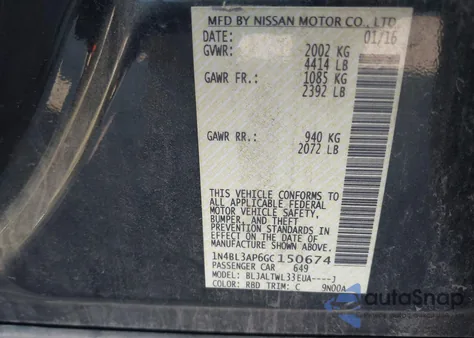 MFD BY NISSAN MOTOR CO., LTD.
DATE: 01/16
GVWR: 2002 KG
4414 LB
GAWR FR.: 1085 KG
2392 LB
GAWR RR.: 940 KG
2072 LB
THIS VEHICLE CONFORMS TO
ALL APPLICABLE FEDERAL
MOTOR VEHICLE SAFETY,
BUMPER, AND THEFT
PREVENTION STANDARDS IN
EFFECT ON THE DATE OF
MANUFACTURE SHOWN ABOVE.
1N4BL3AP6GC150674
PASSENGER CAR 649
MODEL: BLJALTWL33EUA----J
COLOR: RBD TRIM: C 9N00A
AutoSnap